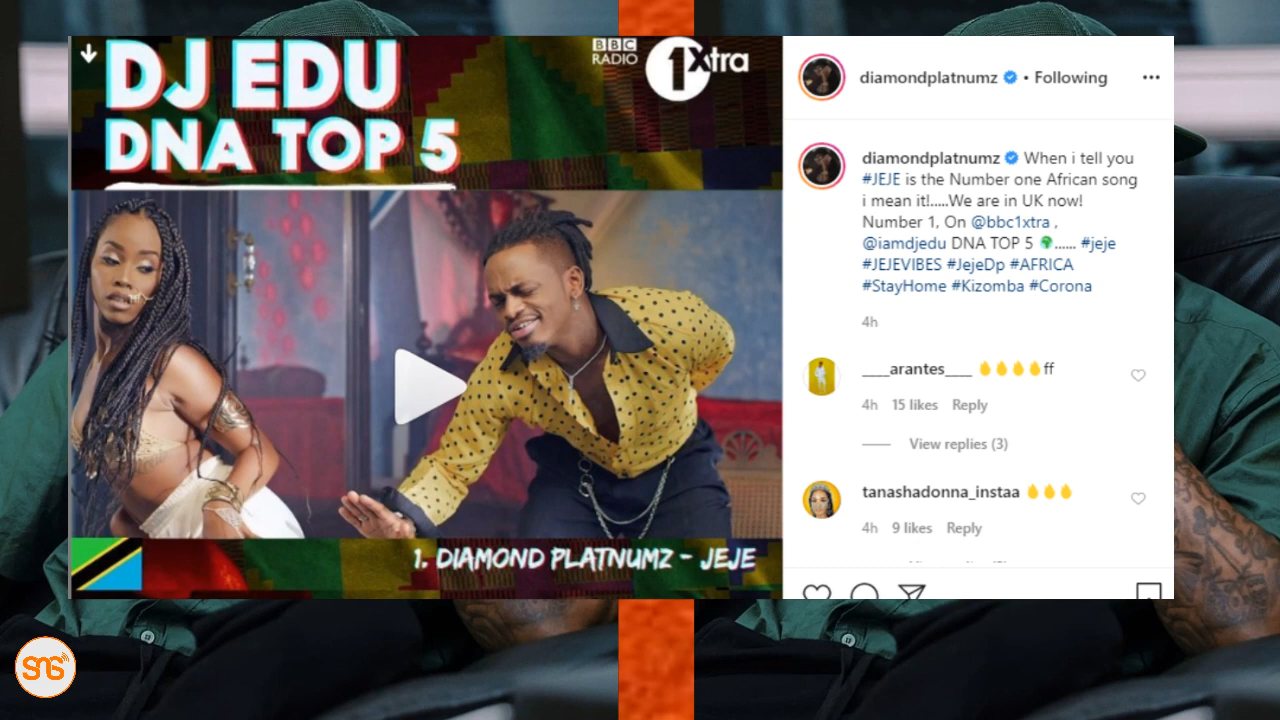 DJ EDU
DNA TOP 5
BBC
RADIO
1Xtra
1. DIAMOND PLATNUMZ - JEJE
diamondplatnumz • Following
diamondplatnumz When i tell you
#JEJE is the Number one African song
i mean it!.....We are in UK now!
Number 1, On @bbc1xtra ,
@iamdjedu DNA TOP 5 ...... #jeje
#JEJEVIBES #JejeDp #AFRICA
#StayHome #Kizomba #Corona
4h
____arantes____ 🔥🔥🔥🔥ff
4h 15 likes Reply
View replies (3)
tanashadonna_instaa 🔥🔥🔥
4h 9 likes Reply
SNS